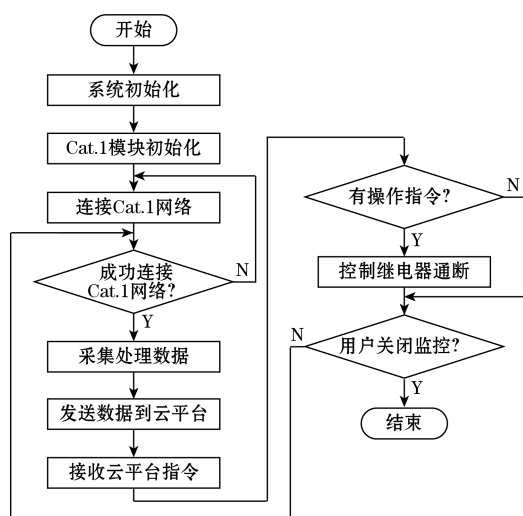 开始
系统初始化
Cat.1模块初始化
连接Cat.1网络
成功连接
Cat.1网络?
N
Y
采集处理数据
发送数据到云平台
接收云平台指令
有操作指令?
N
Y
控制继电器通断
用户关闭监控?
N
Y
结束